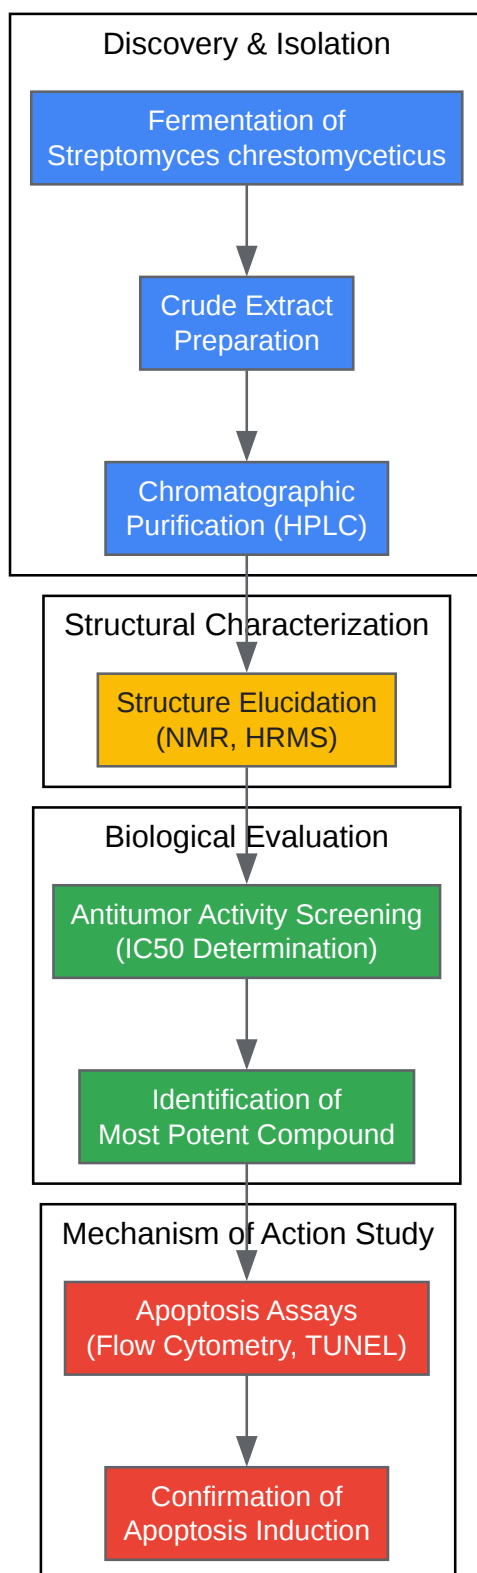 Discovery & Isolation
Fermentation of
Streptomyces chrestomyceticus
Crude Extract
Preparation
Chromatographic
Purification (HPLC)
Structural Characterization
Structure Elucidation
(NMR, HRMS)
Biological Evaluation
Antitumor Activity Screening
(IC50 Determination)
Identification of
Most Potent Compound
Mechanism of Action Study
Apoptosis Assays
(Flow Cytometry, TUNEL)
Confirmation of
Apoptosis Induction